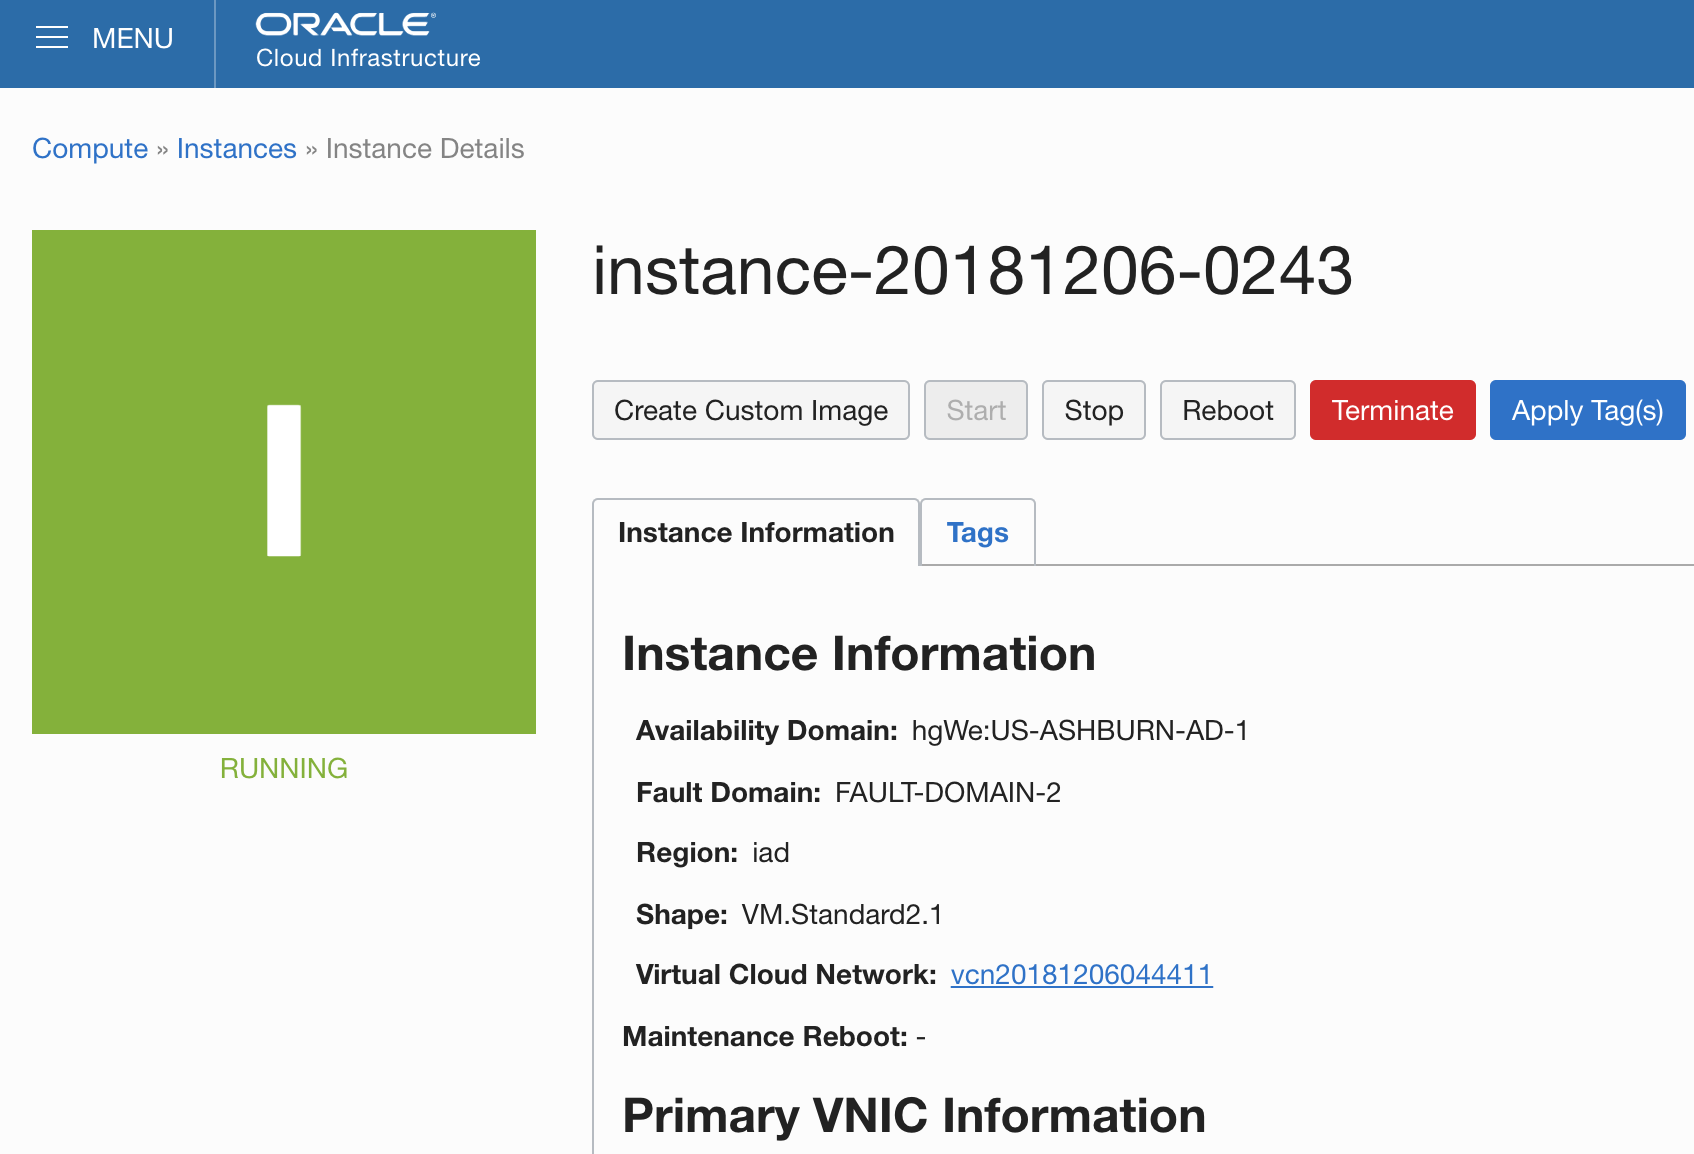 MENU
ORACLE®
Cloud Infrastructure
Compute » Instances » Instance Details
I
RUNNING
instance-20181206-0243
Create Custom Image Start Stop Reboot Terminate Apply Tag(s)
Instance Information Tags
Instance Information
Availability Domain: hgWe:US-ASHBURN-AD-1
Fault Domain: FAULT-DOMAIN-2
Region: iad
Shape: VM.Standard2.1
Virtual Cloud Network: vcn20181206044411
Maintenance Reboot: -
Primary VNIC Information